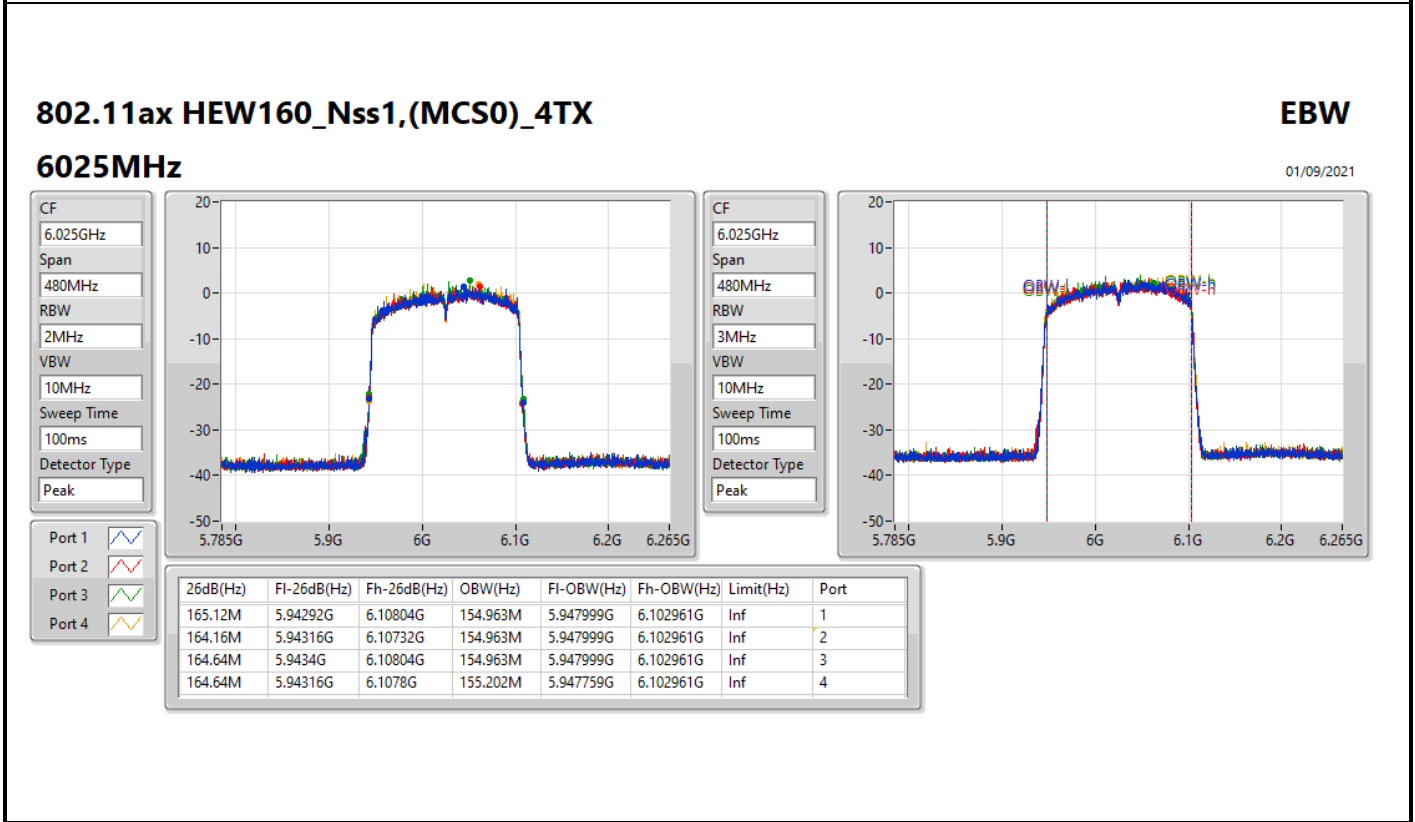 802.11ax HEW160_Nss1,(MCS0)_4TX
EBW
6025MHz
01/09/2021
CF
6.025GHz
Span
480MHz
RBW
2MHz
VBW
10MHz
Sweep Time
100ms
Detector Type
Peak
20
10
0
-10
-20
-30
-40
-50
5.785G 5.9G 6G 6.1G 6.2G 6.265G
CF
6.025GHz
Span
480MHz
RBW
3MHz
VBW
10MHz
Sweep Time
100ms
Detector Type
Peak
20
10
0
-10
-20
-30
-40
-50
OBW-h
5.785G 5.9G 6G 6.1G 6.2G 6.265G
Port 1
Port 2
Port 3
Port 4
26dB(Hz) Fl-26dB(Hz) Fh-26dB(Hz) OBW(Hz) Fl-OBW(Hz) Fh-OBW(Hz) Limit(Hz) Port
165.12M 5.94292G 6.10804G 154.963M 5.947999G 6.102961G Inf 1
164.16M 5.94316G 6.10732G 154.963M 5.947999G 6.102961G Inf 2
164.64M 5.9434G 6.10804G 154.963M 5.947999G 6.102961G Inf 3
164.64M 5.94316G 6.1078G 155.202M 5.947759G 6.102961G Inf 4